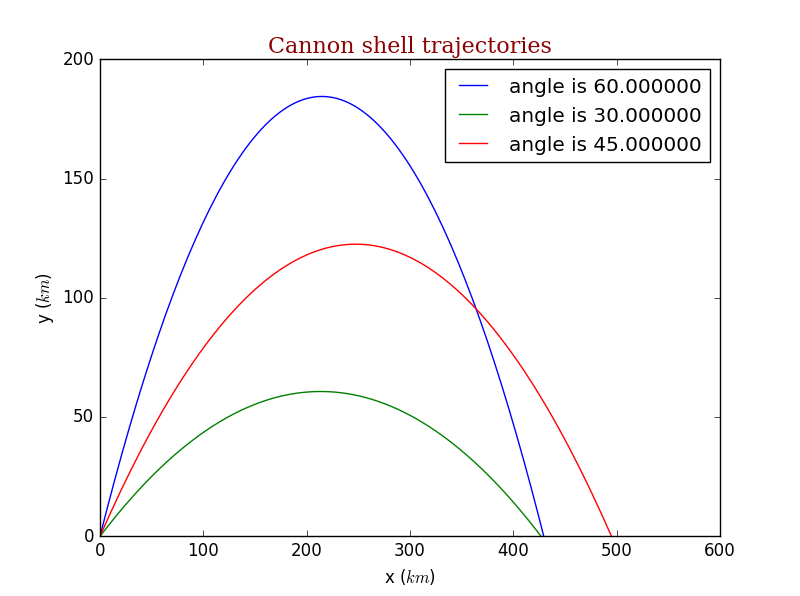 Cannon shell trajectories
angle is 60.000000
angle is 30.000000
angle is 45.000000
200
150
100
50
0
y (km)
0 100 200 300 400 500 600
x (km)